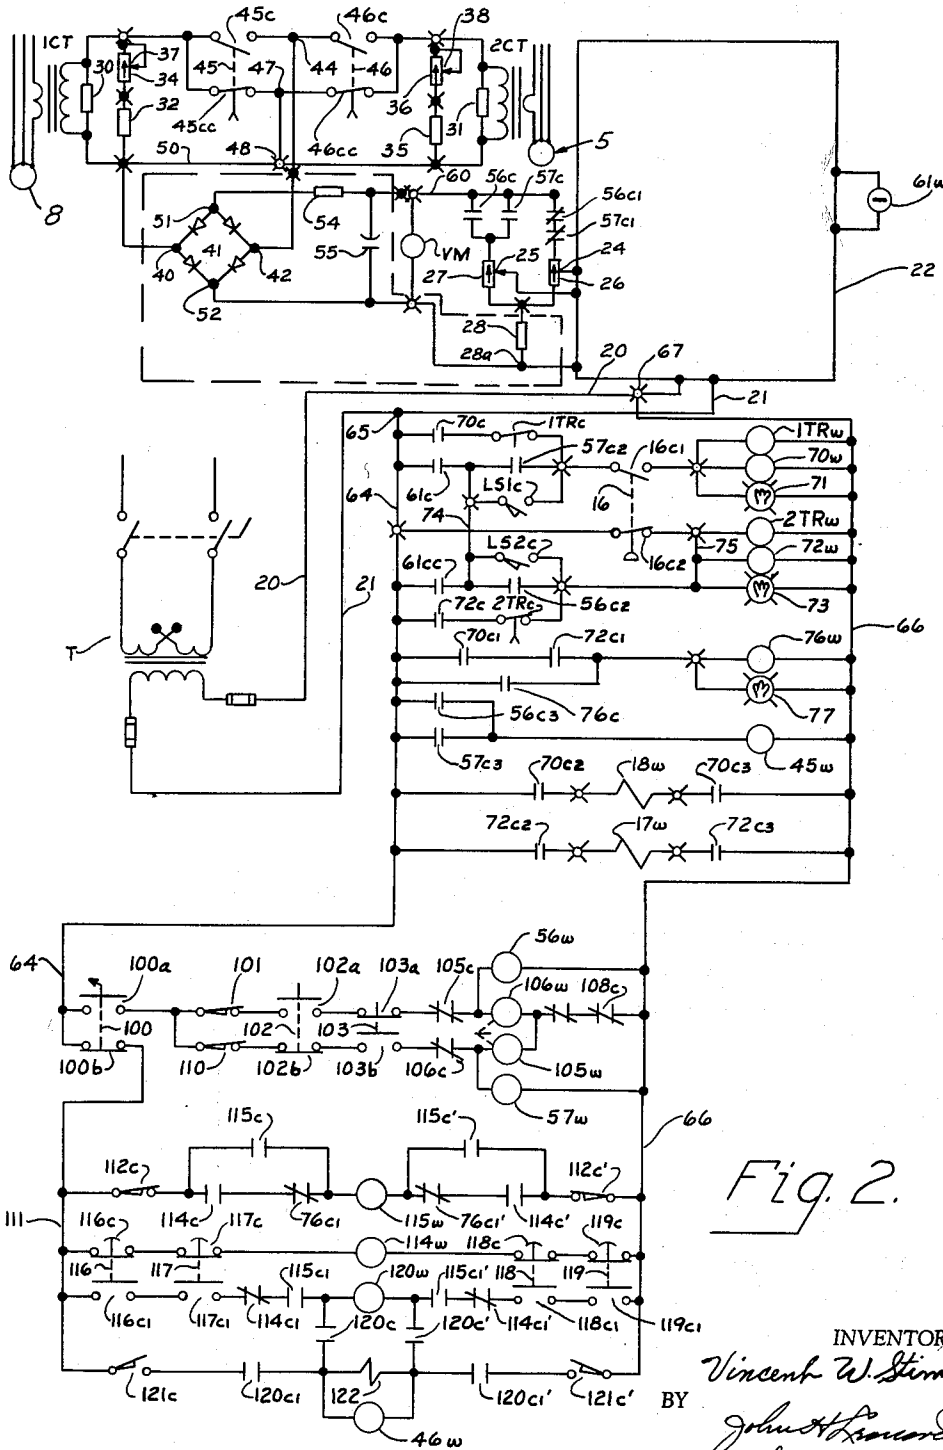 45c 46c 38
1CT 37 45 47 44 46 2CT
30 34 36 31
32 45cc 46cc 35 5
50 48 60 56c 57c
8 51 54 56c1 57c1 61w
40 41 42 55 VM 25 24
52 27 26 22
28
28a 20 67
21
65 70c 1TRc 57c2 16c1 1TRw
61c 70w
64 LS1c 16 71
74 2TRw
LS2c 75 72w
20 21 61cc 16c2
72c 2TRc 56c2 73
T 70c1 72c1 76w 66
56c3 76c 77
57c3 45w
70c2 18w 70c3
72c2 17w 72c3
56w
64 100a 101 102a 103a 105c 106w 108c
100 102 103
100b 110 102b 103b 106c 105w
57w
115c 115c' 66
112c 112c'
114c 76c1 115w 76c1' 114c'
111 116c 117c 114w 118c 119c
116 117 115c1 120w 115c1' 118 119
116c1 117c1 114c1 120c 120c' 114c1' 118c1 119c1
121c 120c1 122 120c1' 121c'
46w
Fig. 2.
INVENTOR
Vincent W. Stim
BY